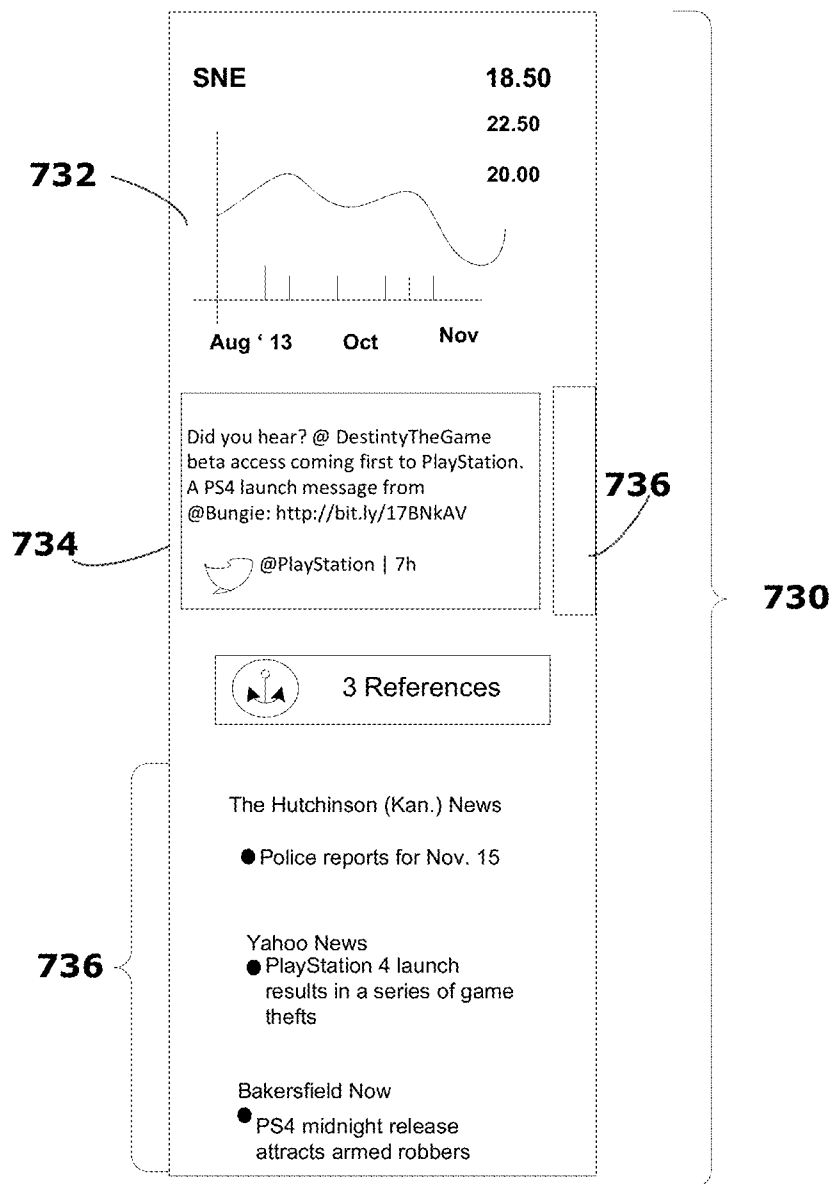 SNE 18.50
22.50
20.00
732
Aug ‘ 13 Oct Nov
Did you hear? @ DestintyTheGame
beta access coming first to PlayStation.
A PS4 launch message from
@Bungie: http://bit.ly/17BNkAV
@PlayStation | 7h
734
736
730
3 References
The Hutchinson (Kan.) News
Police reports for Nov. 15
Yahoo News
PlayStation 4 launch
results in a series of game
thefts
736
Bakersfield Now
PS4 midnight release
attracts armed robbers